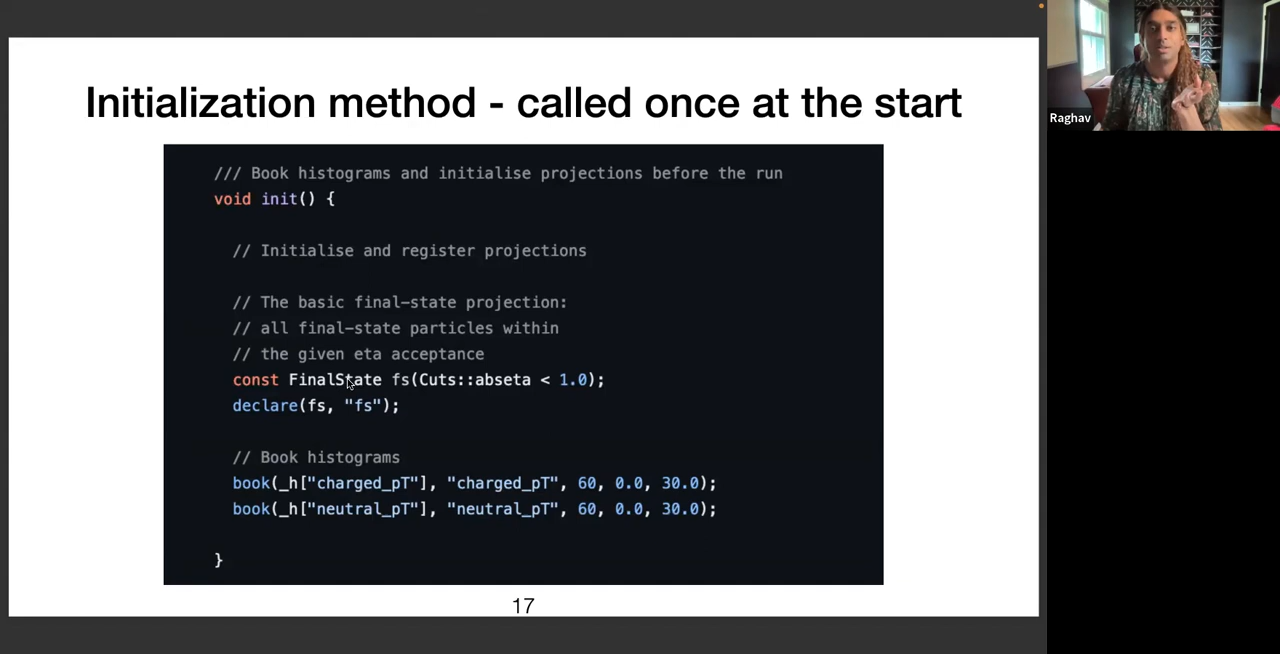 Initialization method - called once at the start
/// Book histograms and initialise projections before the run
void init() {
// Initialise and register projections
// The basic final-state projection:
// all final-state particles within
// the given eta acceptance
const FinalState fs(Cuts::abseta < 1.0);
declare(fs, "fs");
// Book histograms
book(_h["charged_pT"], "charged_pT", 60, 0.0, 30.0);
book(_h["neutral_pT"], "neutral_pT", 60, 0.0, 30.0);
}
17
Raghav